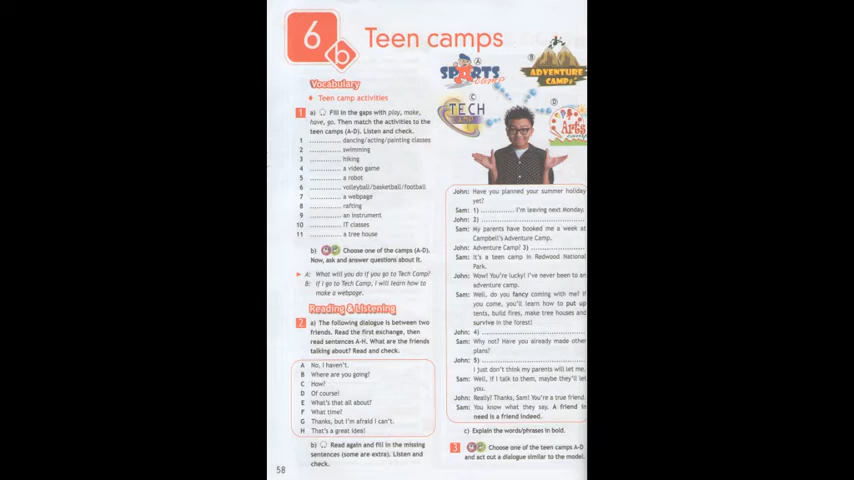 6
b
Teen camps
Vocabulary
Teen camp activities
1 a) Fill in the gaps with play, make,
have, go. Then match the activities to the
teen camps (A-D). Listen and check.
1 ............ dancing/acting/painting classes
2 ............ swimming
3 ............ hiking
4 ............ a video game
5 ............ a robot
6 ............ volleyball/basketball/football
7 ............ a webpage
8 ............ rafting
9 ............ an instrument
10 ............ IT classes
11 ............ a tree house
b) Choose one of the camps (A-D).
Now, ask and answer questions about it.
A: What will you do if you go to Tech Camp?
B: If I go to Tech Camp, I will learn how to
make a webpage.
Reading & Listening
2 a) The following dialogue is between two
friends. Read the first exchange, then
read sentences A-H. What are the friends
talking about? Read and check.
A No, I haven't.
B Where are you going?
C How?
D Of course!
E What's that all about?
F What time?
G Thanks, but I'm afraid I can't.
H That's a great idea!
b) Read again and fill in the missing
sentences (some are extra). Listen and
check.
58
A
SPORTS
camp
B
ADVENTURE
CAMP
C
TECH
D
Arts
John: Have you planned your summer holiday
yet?
Sam: 1) ............ I'm leaving next Monday.
John: 2) ............
Sam: My parents have booked me a week at
Campbell's Adventure Camp.
John: Adventure Camp? 3) ............
Sam: It's a teen camp in Redwood National
Park.
John: Wow! You're lucky! I've never been to an
adventure camp.
Sam: Well, do you fancy coming with me? If
you come, you'll learn how to put up
tents, build fires, make tree houses and
survive in the forest!
John: 4) ............
Sam: Why not? Have you already made other
plans?
John: 5) ............
I just don't think my parents will let me.
Sam: Well, if I talk to them, maybe they'll let
you.
John: Really? Thanks, Sam! You're a true friend.
Sam: You know what they say. A friend in
need is a friend indeed.
c) Explain the words/phrases in bold.
3 Choose one of the teen camps A-D
and act out a dialogue similar to the model.